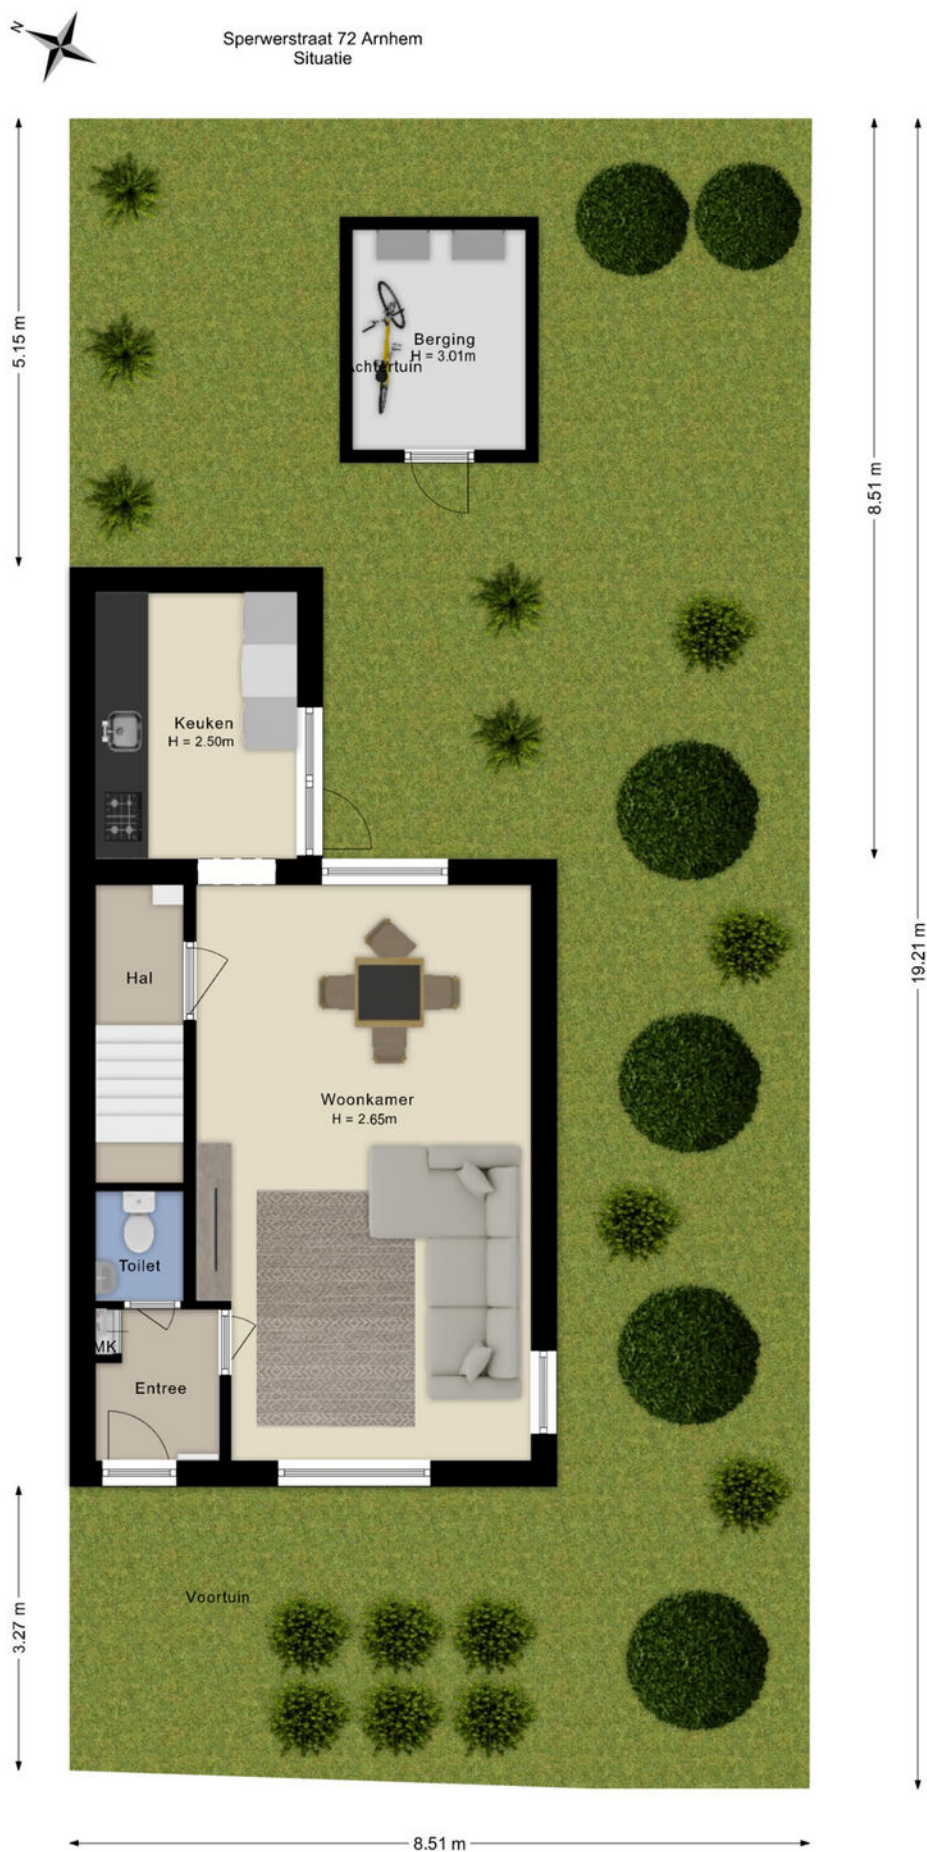 N
Sperwerstraat 72 Arnhem
Situatie
5.15 m
Berging
H = 3.01m
Achtertuin
8.51 m
Keuken
H = 2.50m
19.21 m
Hal
Woonkamer
H = 2.65m
Toilet
MK
Entree
Voortuin
3.27 m
8.51 m